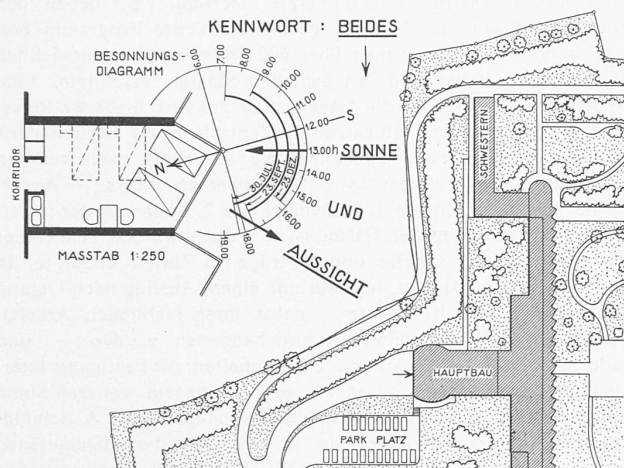 KENNWORT : BEIDES
BESONNUNGS-
DIAGRAMM
6.00
7.00
8.00
9.00
10.00
11.00
12.00
S
13.00h
SONNE
14.00
15.00
16.00
18.00
19.00
30. JULI
23. DEZ.
N
KORRIDOR
UND
AUSSICHT
MASSTAB 1:250
SCHWESTERN
HAUPTBAU
PARK PLATZ